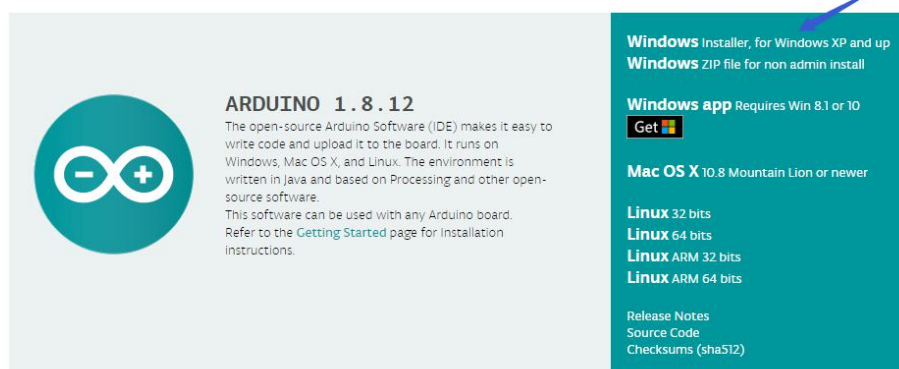 ARDUINO 1.8.12
The open-source Arduino Software (IDE) makes it easy to
write code and upload it to the board. It runs on
Windows, Mac OS X, and Linux. The environment is
written in Java and based on Processing and other open-
source software.
This software can be used with any Arduino board.
Refer to the Getting Started page for Installation
instructions.
Windows Installer, for Windows XP and up
Windows ZIP file for non admin install
Windows app Requires Win 8.1 or 10
Get
Mac OS X 10.8 Mountain Lion or newer
Linux 32 bits
Linux 64 bits
Linux ARM 32 bits
Linux ARM 64 bits
Release Notes
Source Code
Checksums (sha512)